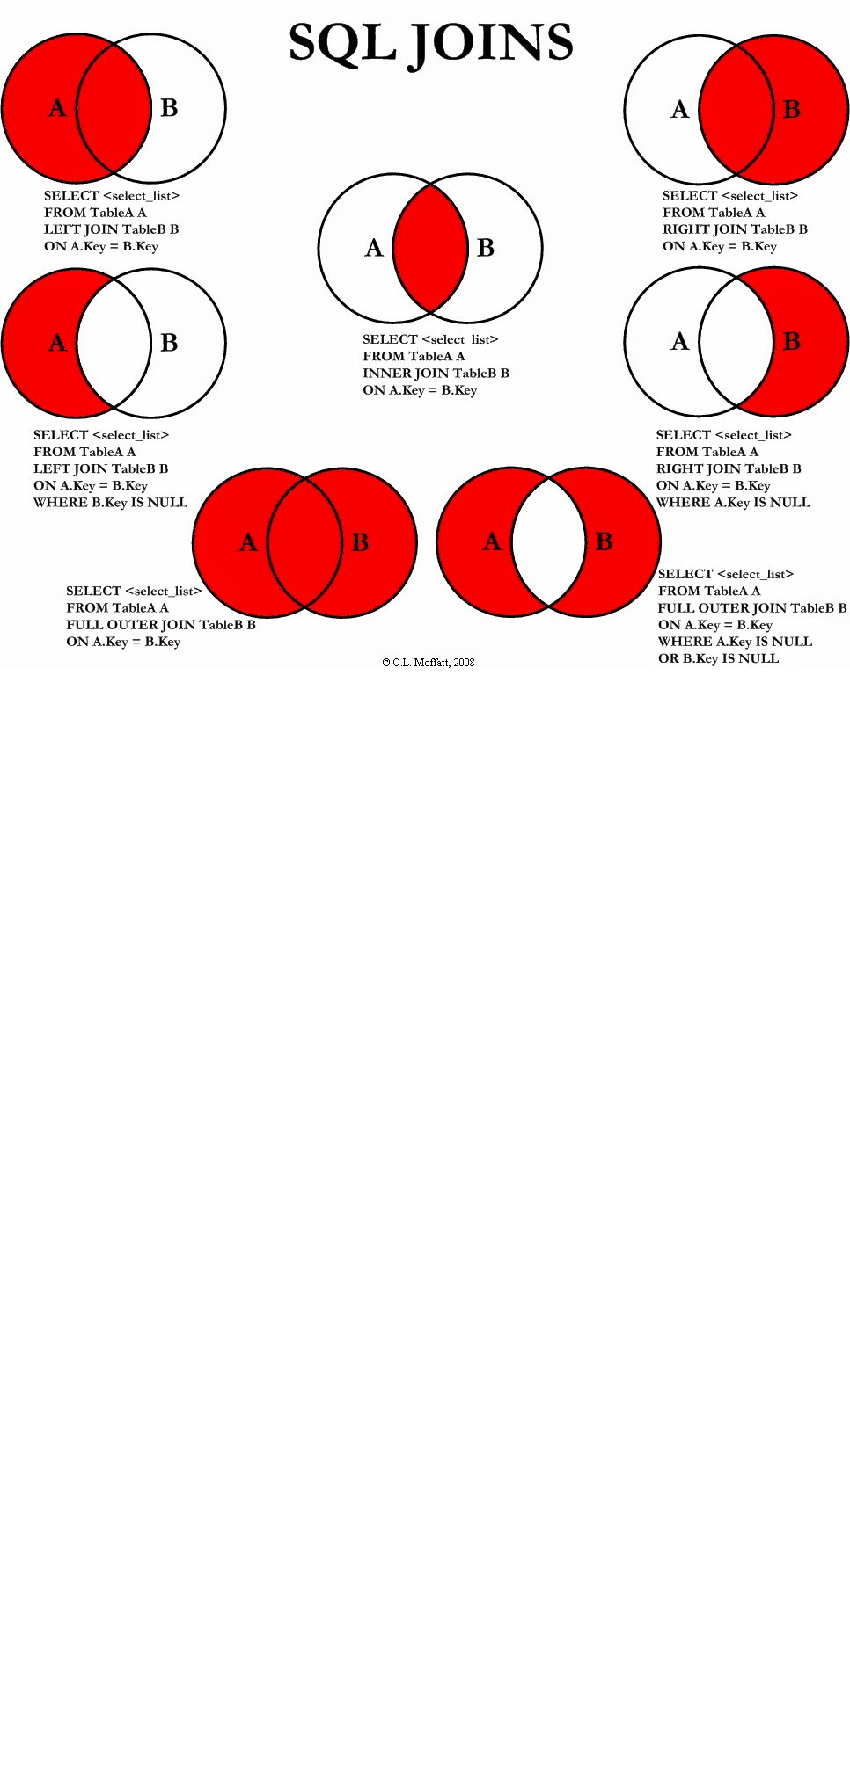 SQL JOINS
A B
SELECT <select_list>
FROM TableA A
LEFT JOIN TableB B
ON A.Key = B.Key
A B
SELECT <select_list>
FROM TableA A
RIGHT JOIN TableB B
ON A.Key = B.Key
A B
SELECT <select_list>
FROM TableA A
INNER JOIN TableB B
ON A.Key = B.Key
A B
SELECT <select_list>
FROM TableA A
LEFT JOIN TableB B
ON A.Key = B.Key
WHERE B.Key IS NULL
A B
SELECT <select_list>
FROM TableA A
RIGHT JOIN TableB B
ON A.Key = B.Key
WHERE A.Key IS NULL
A B
SELECT <select_list>
FROM TableA A
FULL OUTER JOIN TableB B
ON A.Key = B.Key
A B
SELECT <select_list>
FROM TableA A
FULL OUTER JOIN TableB B
ON A.Key = B.Key
WHERE A.Key IS NULL
OR B.Key IS NULL
© C.L. Moffatt, 2008